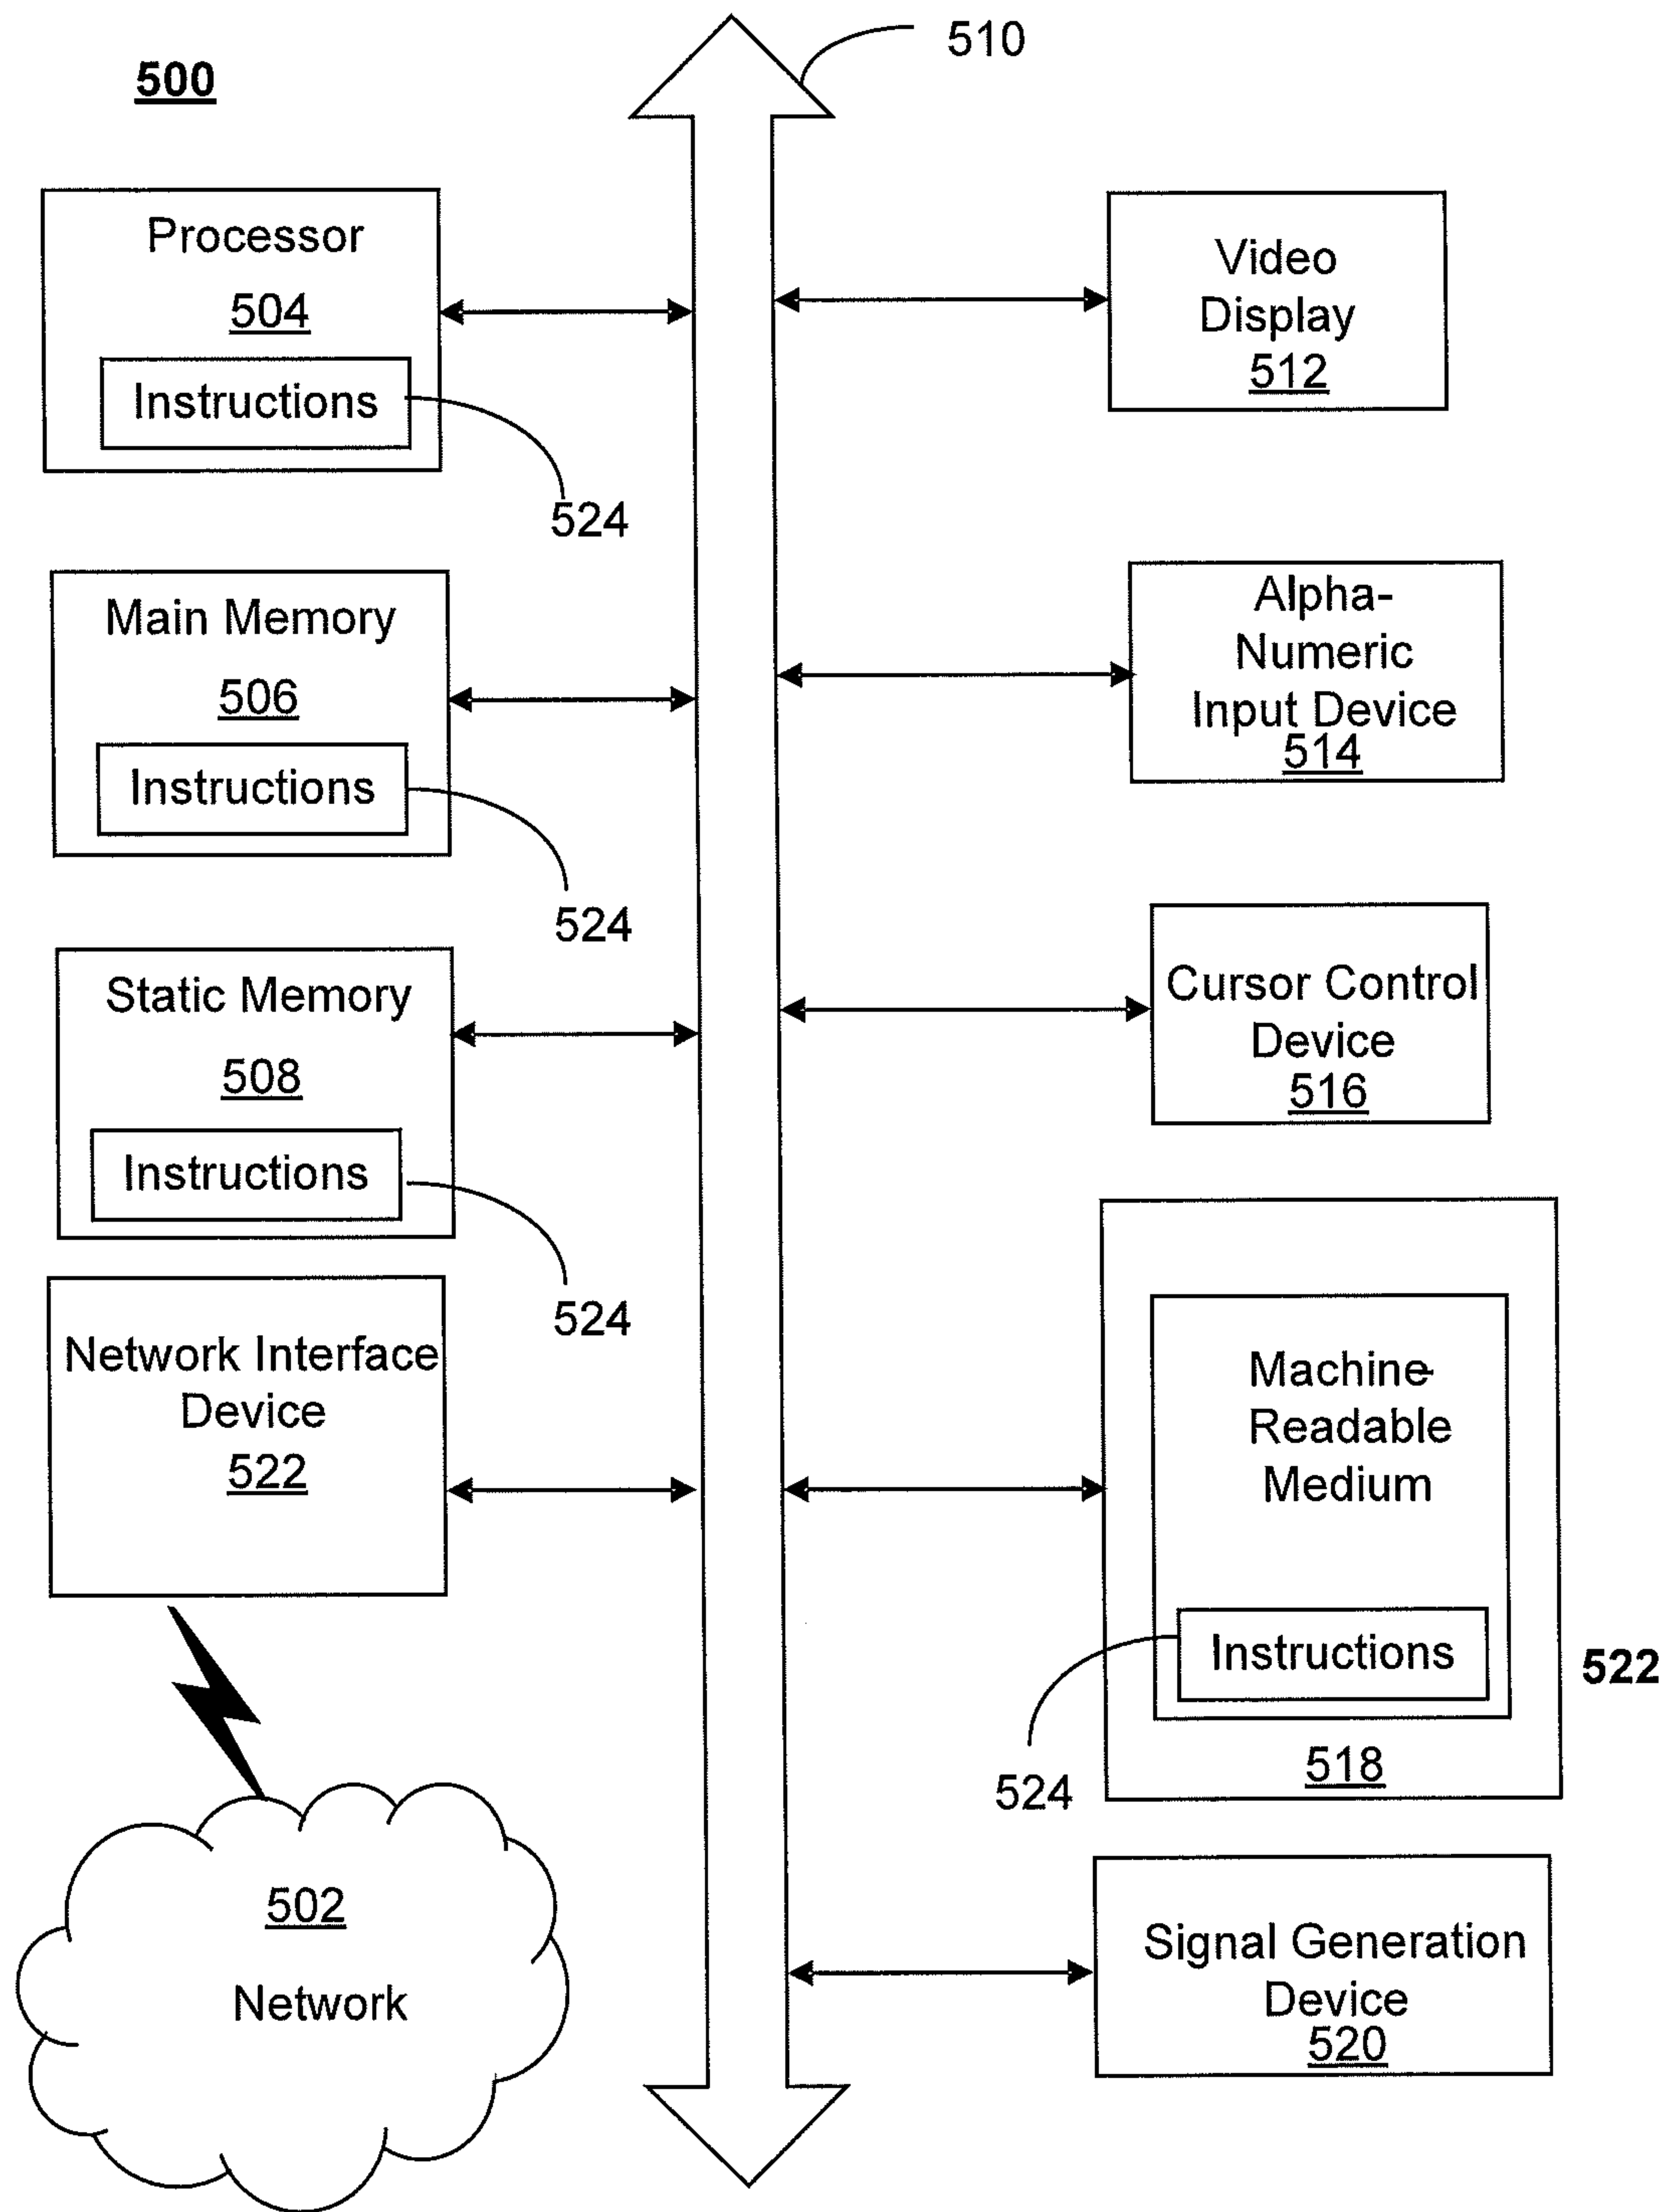 500
510
Processor
504
Instructions
524
Main Memory
506
Instructions
524
Static Memory
508
Instructions
524
Network Interface
Device
522
502
Network
Video
Display
512
Alpha-
Numeric
Input Device
514
Cursor Control
Device
516
Machine-
Readable
Medium
Instructions
522
524
518
Signal Generation
Device
520